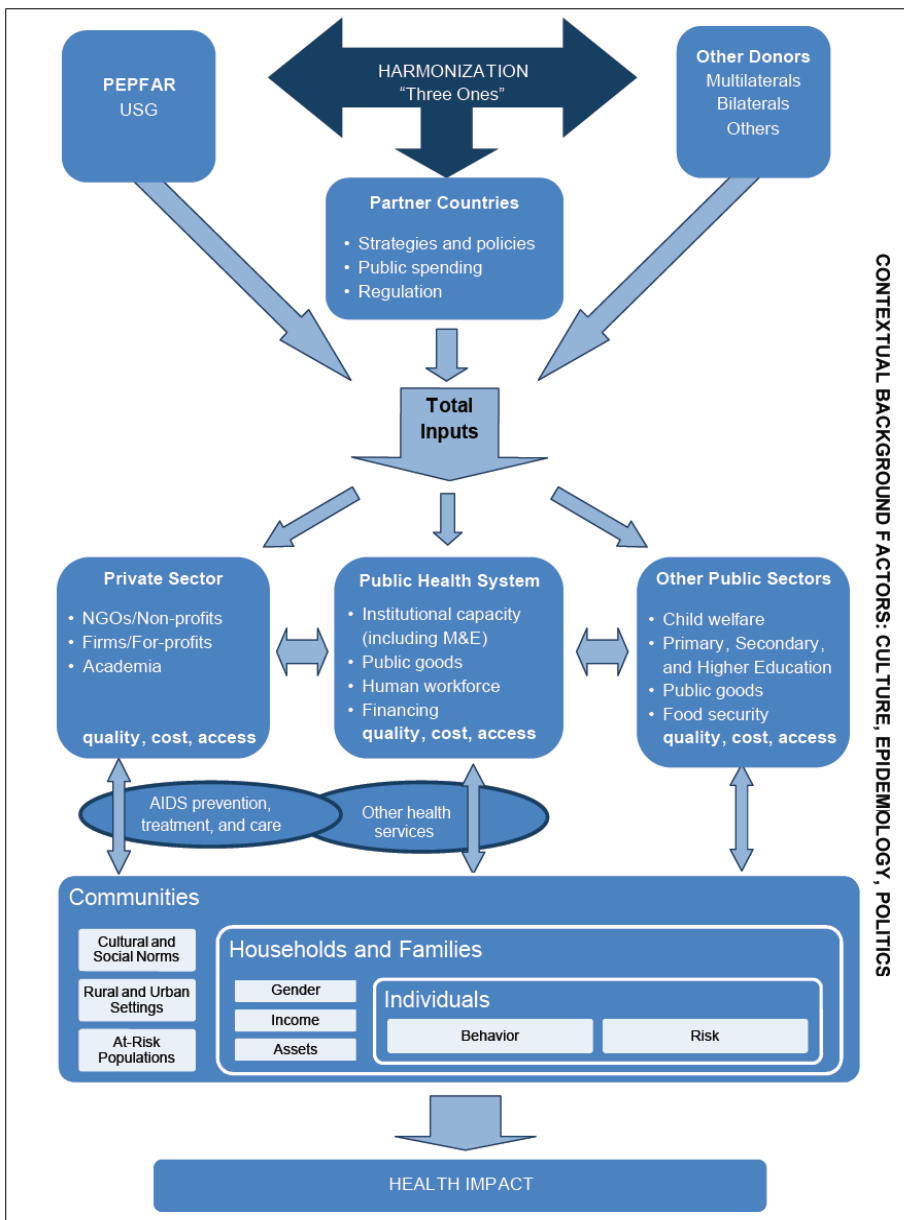 PEPFAR
USG
HARMONIZATION
“Three Ones”
Other Donors
Multilaterals
Bilaterals
Others
Partner Countries
• Strategies and policies
• Public spending
• Regulation
Total
Inputs
Private Sector
• NGOs/Non-profits
• Firms/For-profits
• Academia
quality, cost, access
Public Health System
• Institutional capacity
(including M&E)
• Public goods
• Human workforce
• Financing
quality, cost, access
Other Public Sectors
• Child welfare
• Primary, Secondary,
and Higher Education
• Public goods
• Food security
quality, cost, access
AIDS prevention,
treatment, and care
Other health
services
Communities
Cultural and
Social Norms
Rural and Urban
Settings
At-Risk
Populations
Households and Families
Gender
Income
Assets
Individuals
Behavior
Risk
HEALTH IMPACT
CONTEXTUAL BACKGROUND FACTORS: CULTURE, EPIDEMOLOGY, POLITICS